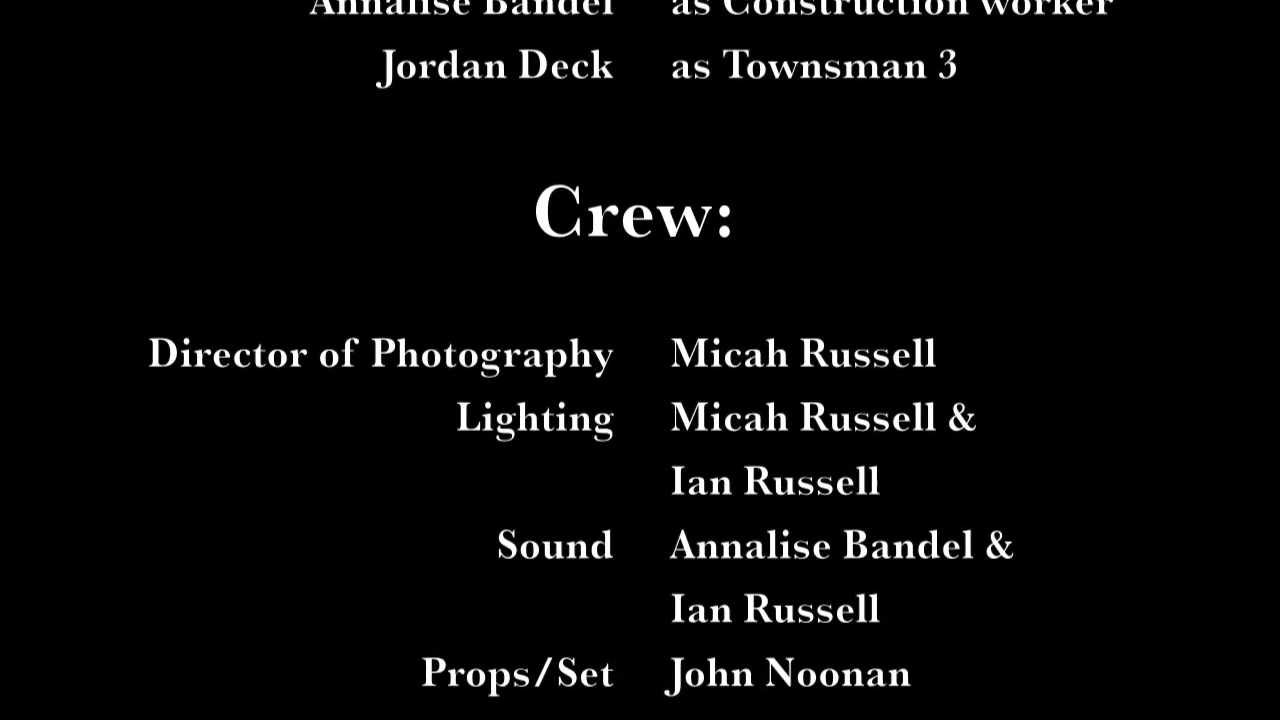 Annalise Bandel as Construction worker
Jordan Deck as Townsman 3
Crew:
Director of Photography Micah Russell
Lighting Micah Russell &
Ian Russell
Sound Annalise Bandel &
Ian Russell
Props/Set John Noonan